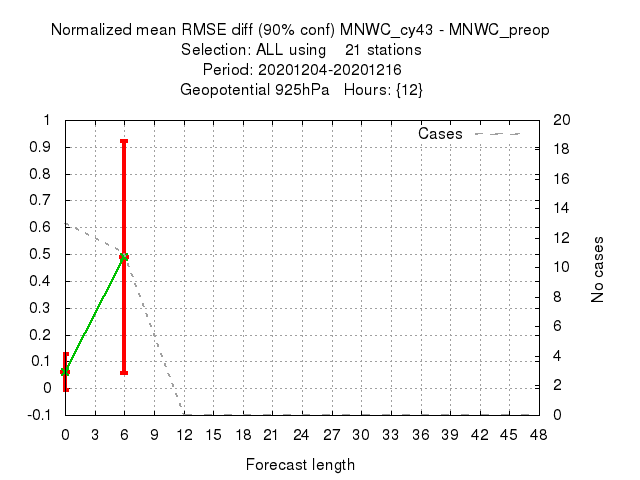 Normalized mean RMSE diff (90% conf) MNWC_cy43 - MNWC_preop
Selection: ALL using    21 stations
Period: 20201204-20201216
Geopotential 925hPa   Hours: {12}
Cases
1
0.9
0.8
0.7
0.6
0.5
0.4
0.3
0.2
0.1
0
-0.1
20
18
16
14
12
10
8
6
4
2
0
No cases
0 3 6 9 12 15 18 21 24 27 30 33 36 39 42 45 48
Forecast length